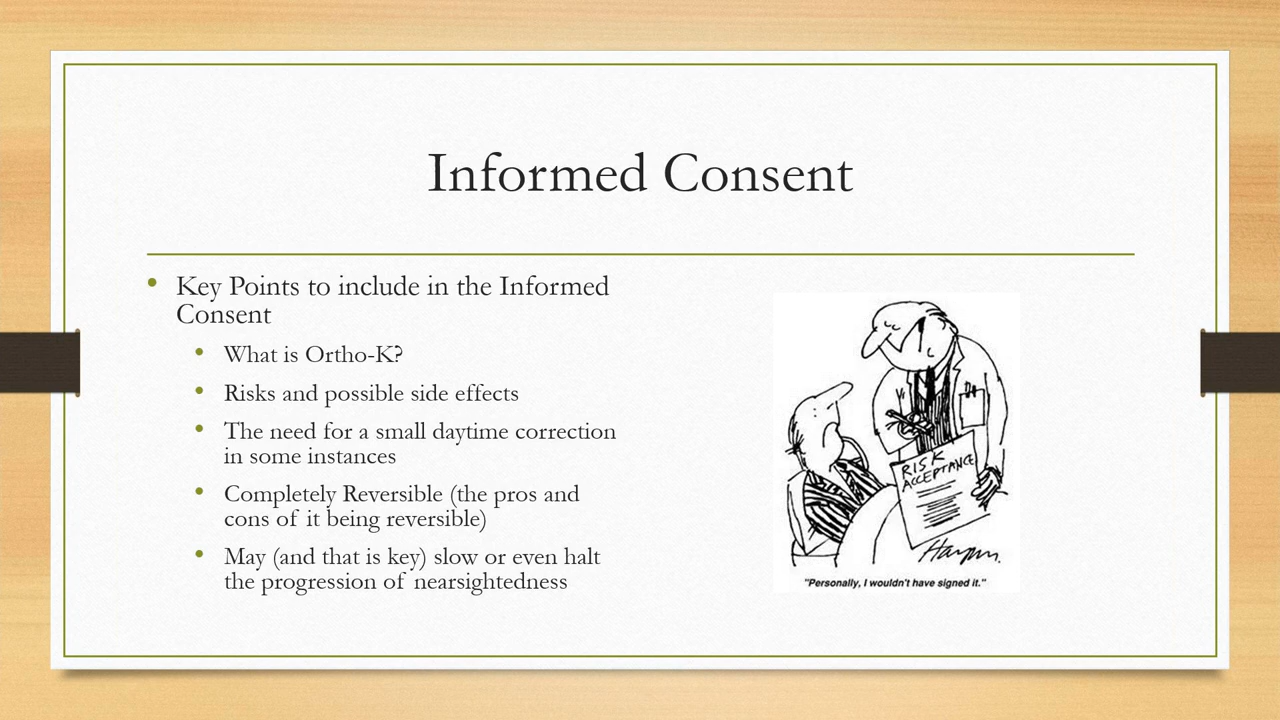 Informed Consent
• Key Points to include in the Informed
Consent
• What is Ortho-K?
• Risks and possible side effects
• The need for a small daytime correction
in some instances
• Completely Reversible (the pros and
cons of it being reversible)
• May (and that is key) slow or even halt
the progression of nearsightedness
RISK
ACCEPTANCE
"Personally, I wouldn't have signed it."